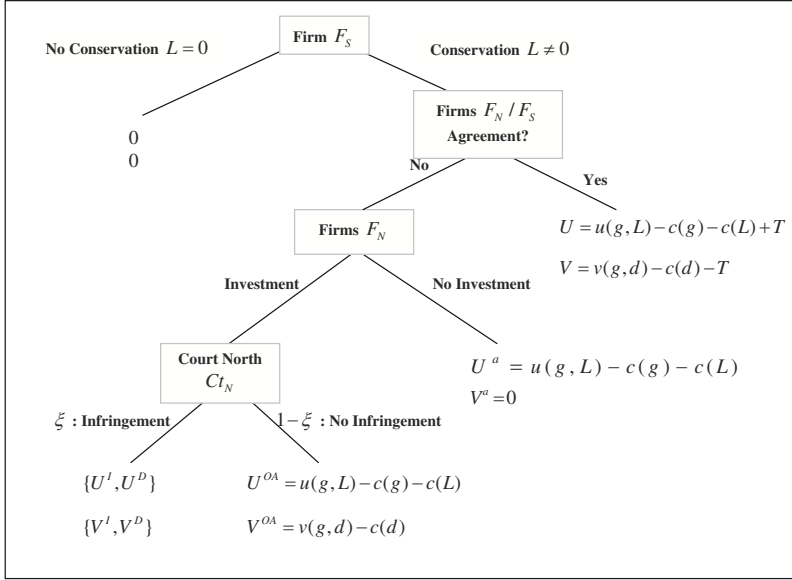 Firm F_S
No Conservation L = 0
Conservation L ≠ 0
Firms F_N / F_S
Agreement?
0
0
No
Yes
Firms F_N
U = u(g, L) − c(g) − c(L) + T
V = v(g, d) − c(d) − T
Investment
No Investment
Court North
Ct_N
U^a = u(g, L) − c(g) − c(L)
V^a = 0
ξ : Infringement
1 − ξ : No Infringement
{U^I, U^D}
U^OA = u(g, L) − c(g) − c(L)
{V^I, V^D}
V^OA = v(g, d) − c(d)